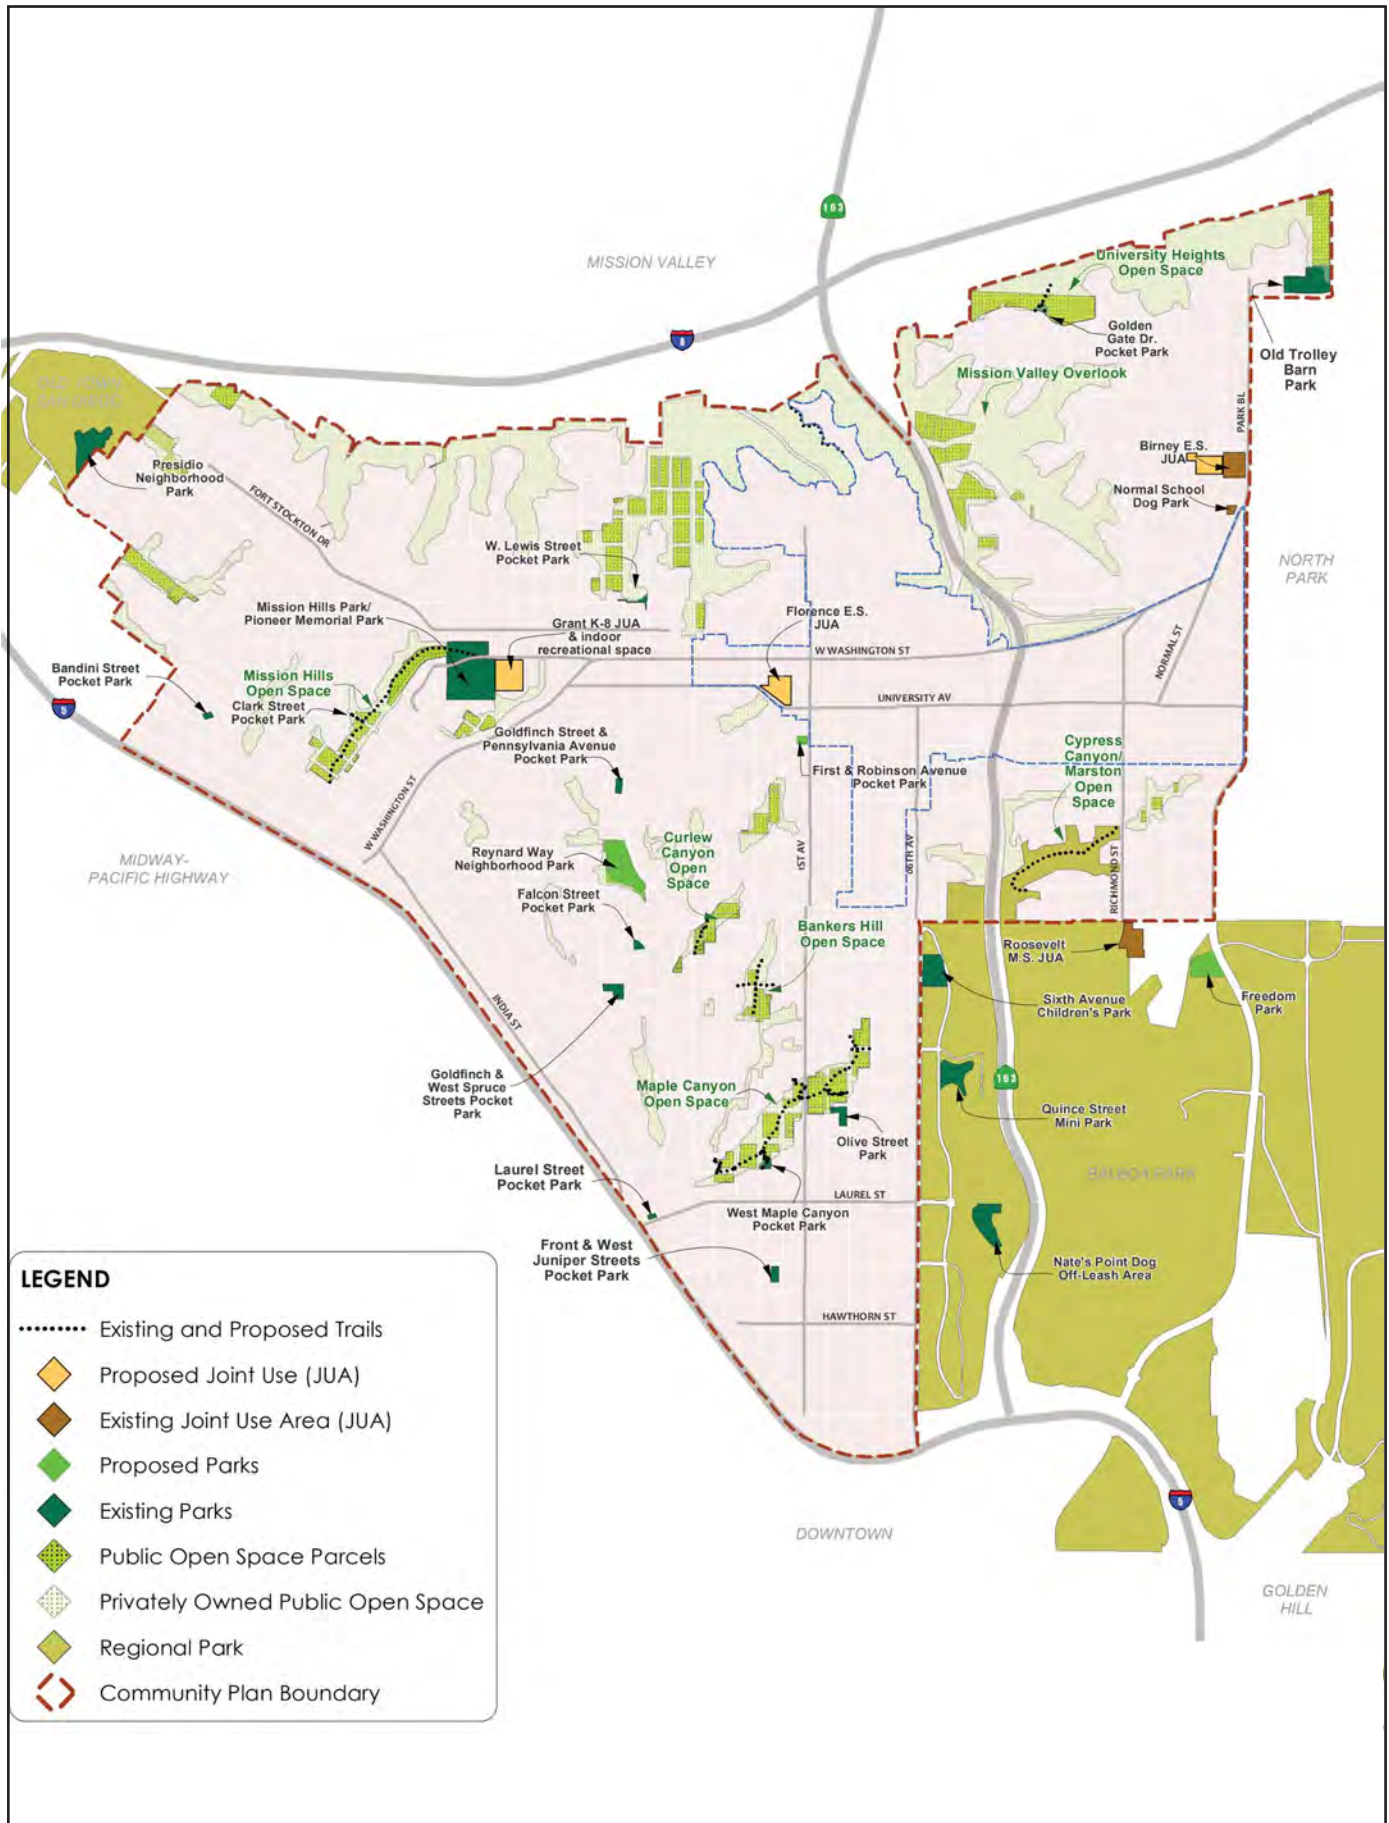 163
MISSION VALLEY
University Heights
Open Space
8
Golden
Gate Dr.
Pocket Park
Old Trolley
Barn
Park
Mission Valley Overlook
PARK BL
Presidio
Neighborhood
Park
Birney E.S.
JUA
FORT STOCKTON DR
Normal School
Dog Park
W. Lewis Street
Pocket Park
NORTH
PARK
Mission Hills Park/
Pioneer Memorial Park
Grant K-8 JUA
& indoor
recreational space
Florence E.S.
JUA
W WASHINGTON ST
NORMAL ST
Bandini Street
Pocket Park
Mission Hills
Open Space
Clark Street
Pocket Park
UNIVERSITY AV
5
Goldfinch Street &
Pennsylvania Avenue
Pocket Park
Cypress
Canyon/
Marston
Open
Space
First & Robinson Avenue
Pocket Park
W WASHINGTON ST
MIDWAY-
PACIFIC HIGHWAY
Reynard Way
Neighborhood Park
Curlew
Canyon
Open
Space
1ST AV
06TH AV
RICHMOND ST
Falcon Street
Pocket Park
Bankers Hill
Open Space
Roosevelt
M.S. JUA
INDIA ST
Sixth Avenue
Children's Park
Freedom
Park
Goldfinch &
West Spruce
Streets Pocket
Park
Maple Canyon
Open Space
163
Quince Street
Mini Park
Olive Street
Park
BALBOA PARK
Laurel Street
Pocket Park
LAUREL ST
West Maple Canyon
Pocket Park
Front & West
Juniper Streets
Pocket Park
Nate's Point Dog
Off-Leash Area
HAWTHORN ST
5
DOWNTOWN
GOLDEN
HILL
LEGEND
Existing and Proposed Trails
Proposed Joint Use (JUA)
Existing Joint Use Area (JUA)
Proposed Parks
Existing Parks
Public Open Space Parcels
Privately Owned Public Open Space
Regional Park
Community Plan Boundary